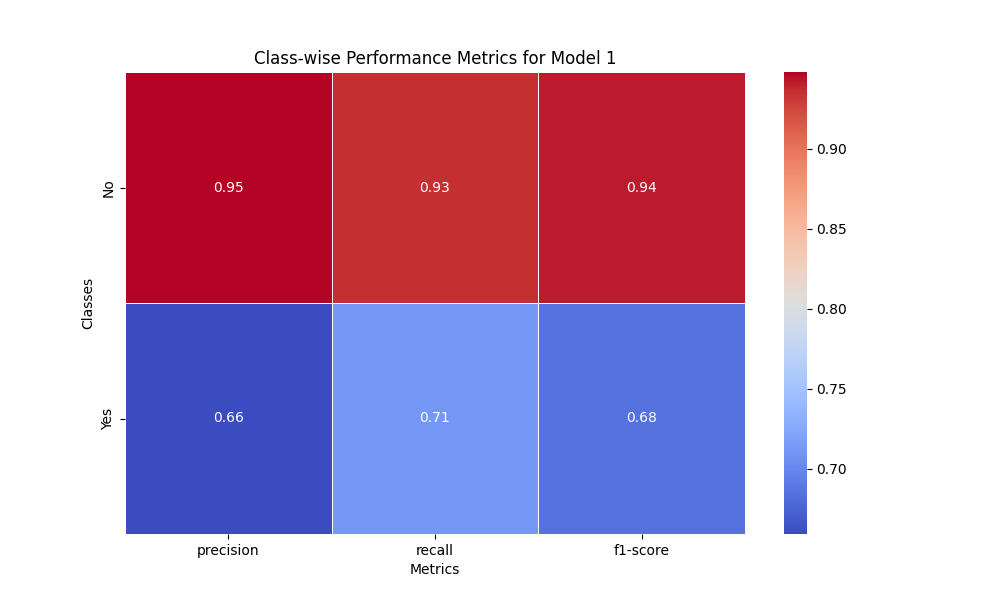 Class-wise Performance Metrics for Model 1
Classes
No
0.95 0.93 0.94
Yes
0.66 0.71 0.68
precision recall f1-score
Metrics
0.90
0.85
0.80
0.75
0.70